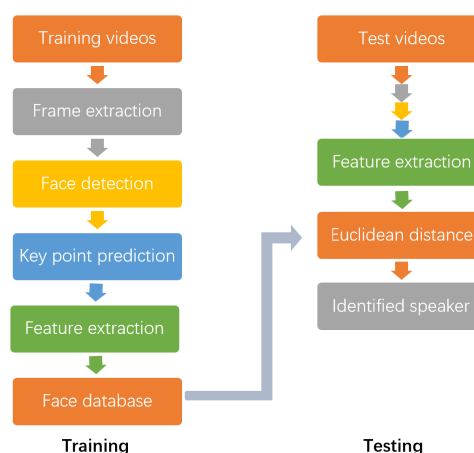 Training videos
Frame extraction
Face detection
Key point prediction
Feature extraction
Face database
Training
Test videos
Feature extraction
Euclidean distance
Identified speaker
Testing